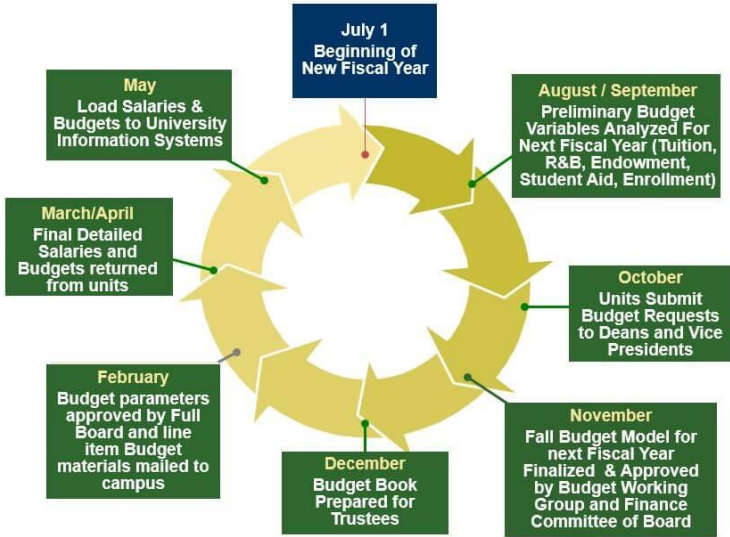 July 1
Beginning of
New Fiscal Year
August / September
Preliminary Budget
Variables Analyzed For
Next Fiscal Year (Tuition,
R&B, Endowment,
Student Aid, Enrollment)
October
Units Submit
Budget Requests
to Deans and Vice
Presidents
November
Fall Budget Model for
next Fiscal Year
Finalized & Approved
by Budget Working
Group and Finance
Committee of Board
December
Budget Book
Prepared for
Trustees
February
Budget parameters
approved by Full
Board and line
item Budget
materials mailed to
campus
March/April
Final Detailed
Salaries and
Budgets returned
from units
May
Load Salaries &
Budgets to University
Information Systems